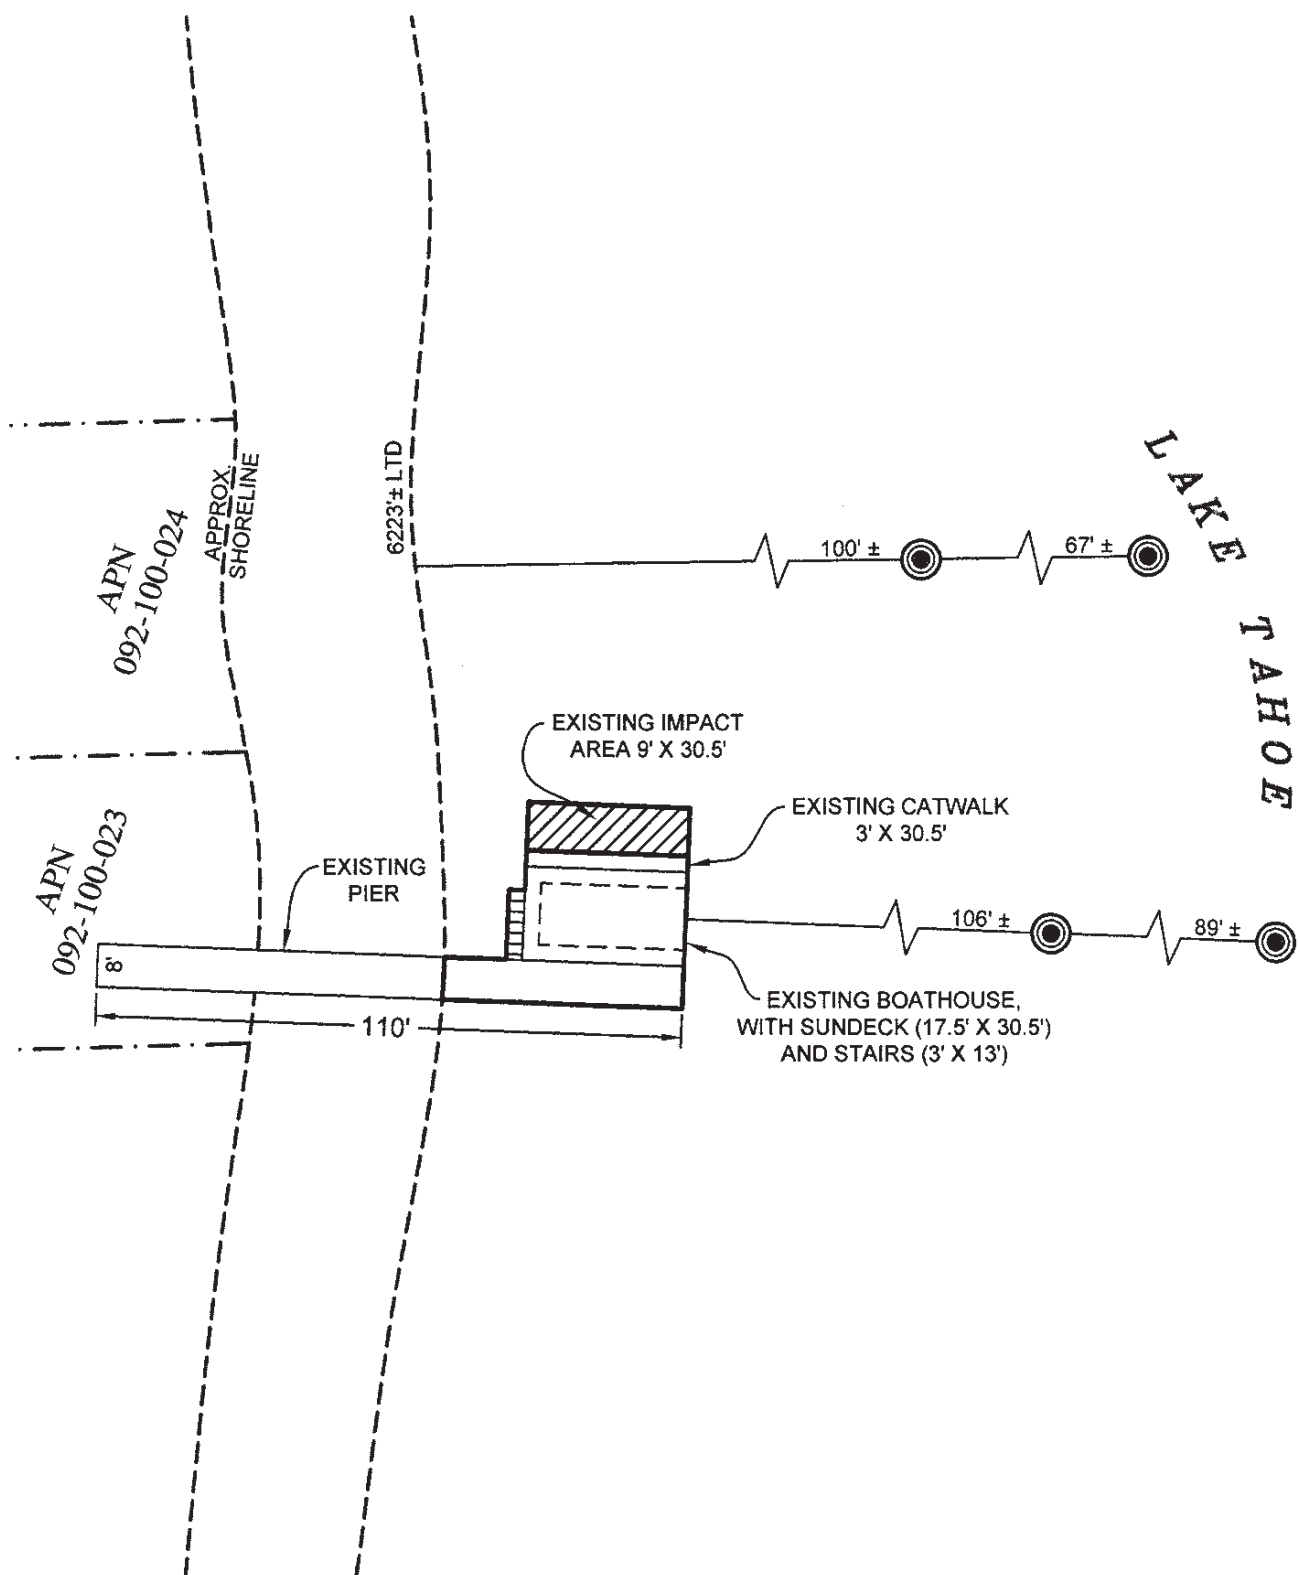 APN
092-100-024
APPROX.
SHORELINE
6223'± LTD
100' ±
67' ±
LAKE TAHOE
EXISTING IMPACT
AREA 9' X 30.5'
EXISTING CATWALK
3' X 30.5'
APN
092-100-023
EXISTING
PIER
106' ±
89' ±
8'
110'
EXISTING BOATHOUSE,
WITH SUNDECK (17.5' X 30.5')
AND STAIRS (3' X 13')